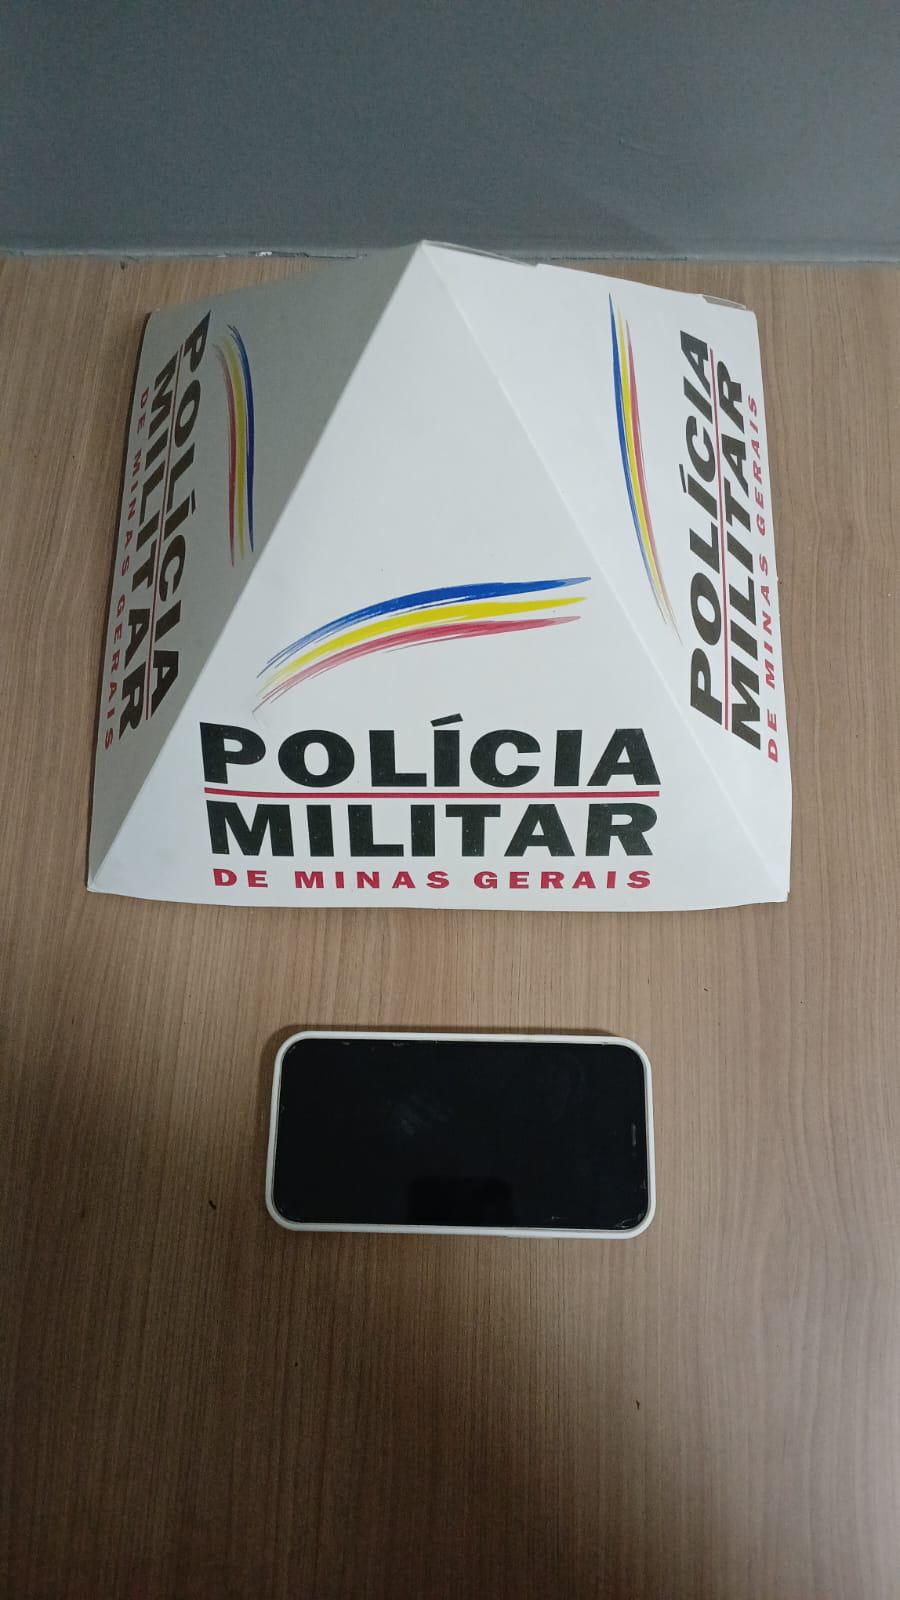 POLÍCIA
MILITAR
DE MINAS GERAIS
POLÍCIA
MILITAR
DE MINAS GERAIS
POLÍCIA
MILITAR
DE MINAS GERAIS